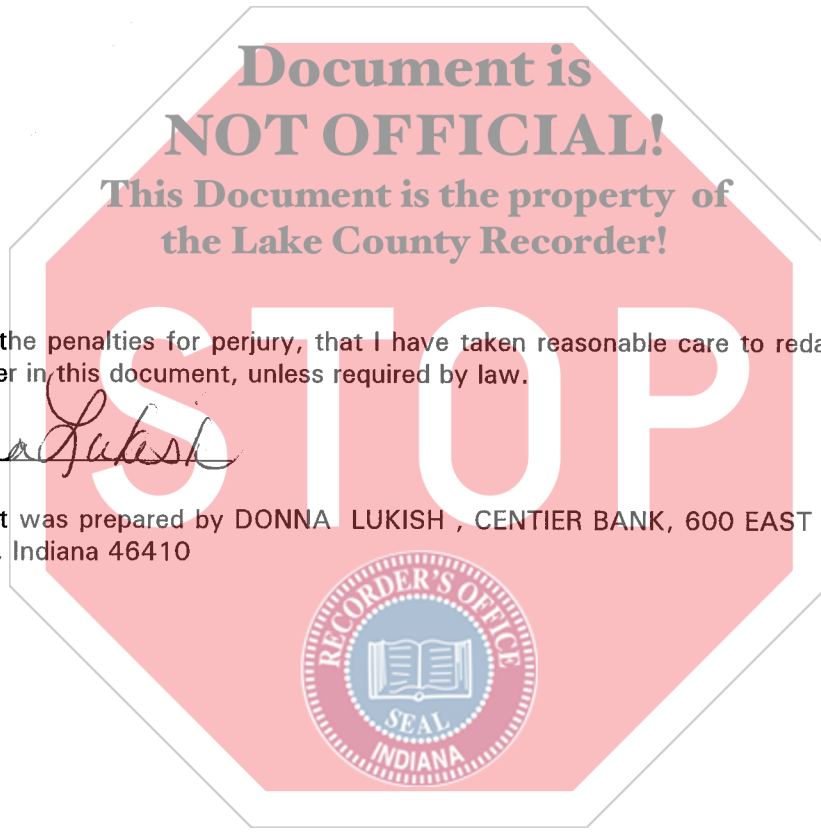 Document is
NOT OFFICIAL!
This Document is the property of
the Lake County Recorder!
the penalties for perjury, that I have taken reasonable care to reda
er in this document, unless required by law.
a Lukish
STOP
t was prepared by DONNA LUKISH , CENTIER BANK, 600 EAST
, Indiana 46410
RECORDER'S OFFICE
SEAL
INDIANA